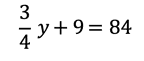 3/4 y + 9 = 84